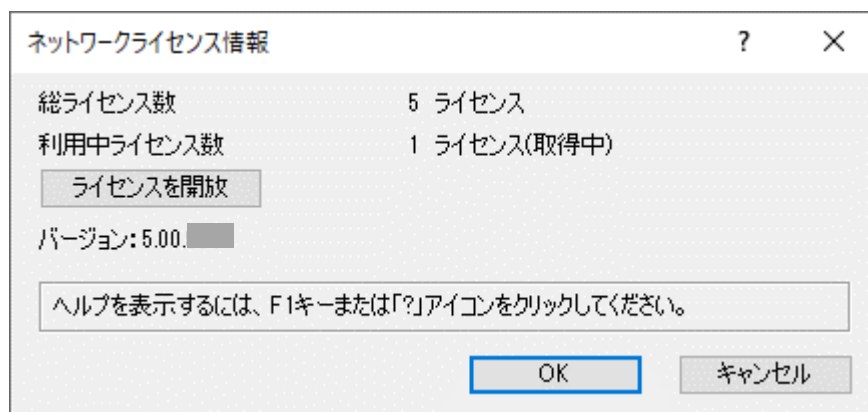 ネットワークライセンス情報 ? ×
総ライセンス数 5 ライセンス
利用中ライセンス数 1 ライセンス(取得中)
ライセンスを開放
バージョン:5.00.
ヘルプを表示するには、F1キーまたは「?」アイコンをクリックしてください。
OK キャンセル